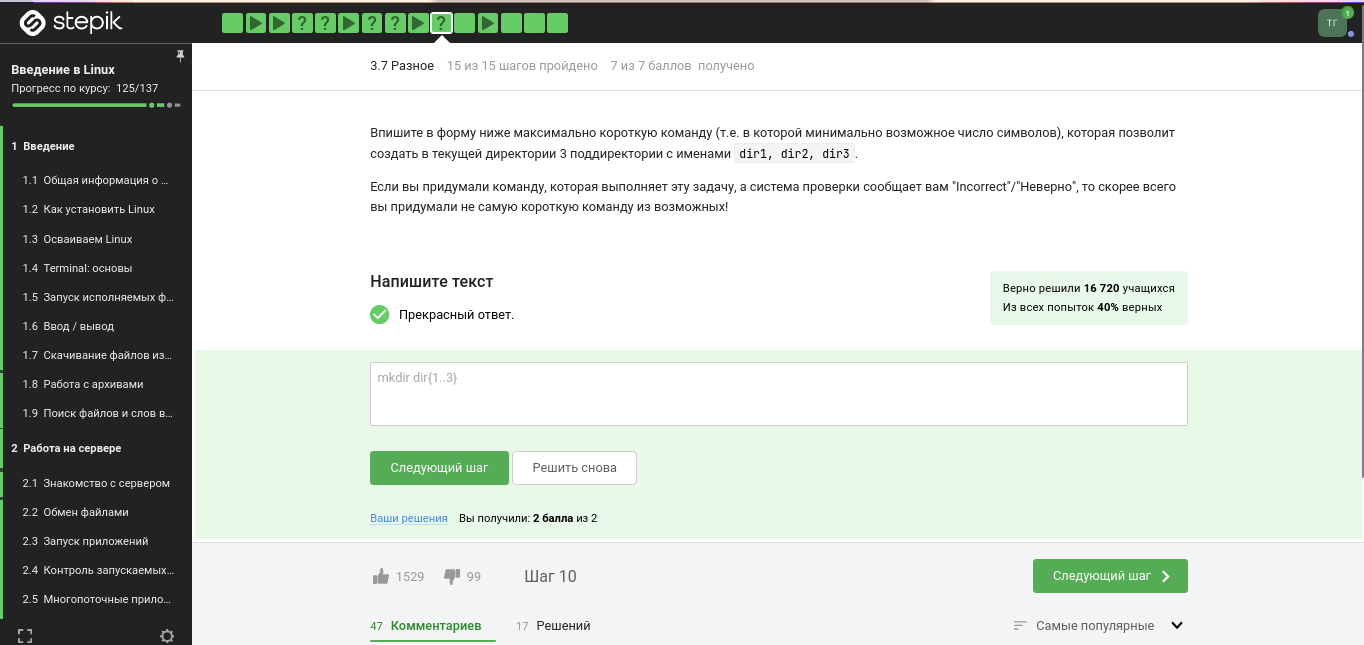 stepik
? ? ? ? ?
ТГ
1
Введение в Linux
Прогресс по курсу: 125/137
1 Введение
1.1 Общая информация о ...
1.2 Как установить Linux
1.3 Осваиваем Linux
1.4 Terminal: основы
1.5 Запуск исполняемых ф...
1.6 Ввод / вывод
1.7 Скачивание файлов из...
1.8 Работа с архивами
1.9 Поиск файлов и слов в...
2 Работа на сервере
2.1 Знакомство с сервером
2.2 Обмен файлами
2.3 Запуск приложений
2.4 Контроль запускаемых...
2.5 Многопоточные прило...
3.7 Разное 15 из 15 шагов пройдено 7 из 7 баллов получено
Впишите в форму ниже максимально короткую команду (т.е. в которой минимально возможное число символов), которая позволит
создать в текущей директории 3 поддиректории с именами dir1, dir2, dir3.
Если вы придумали команду, которая выполняет эту задачу, а система проверки сообщает вам "Incorrect"/"Неверно", то скорее всего
вы придумали не самую короткую команду из возможных!
Напишите текст
Прекрасный ответ.
Верно решили 16 720 учащихся
Из всех попыток 40% верных
mkdir dir{1..3}
Следующий шаг Решить снова
Ваши решения Вы получили: 2 балла из 2
1529 99 Шаг 10
Следующий шаг
47 Комментариев 17 Решений
Самые популярные